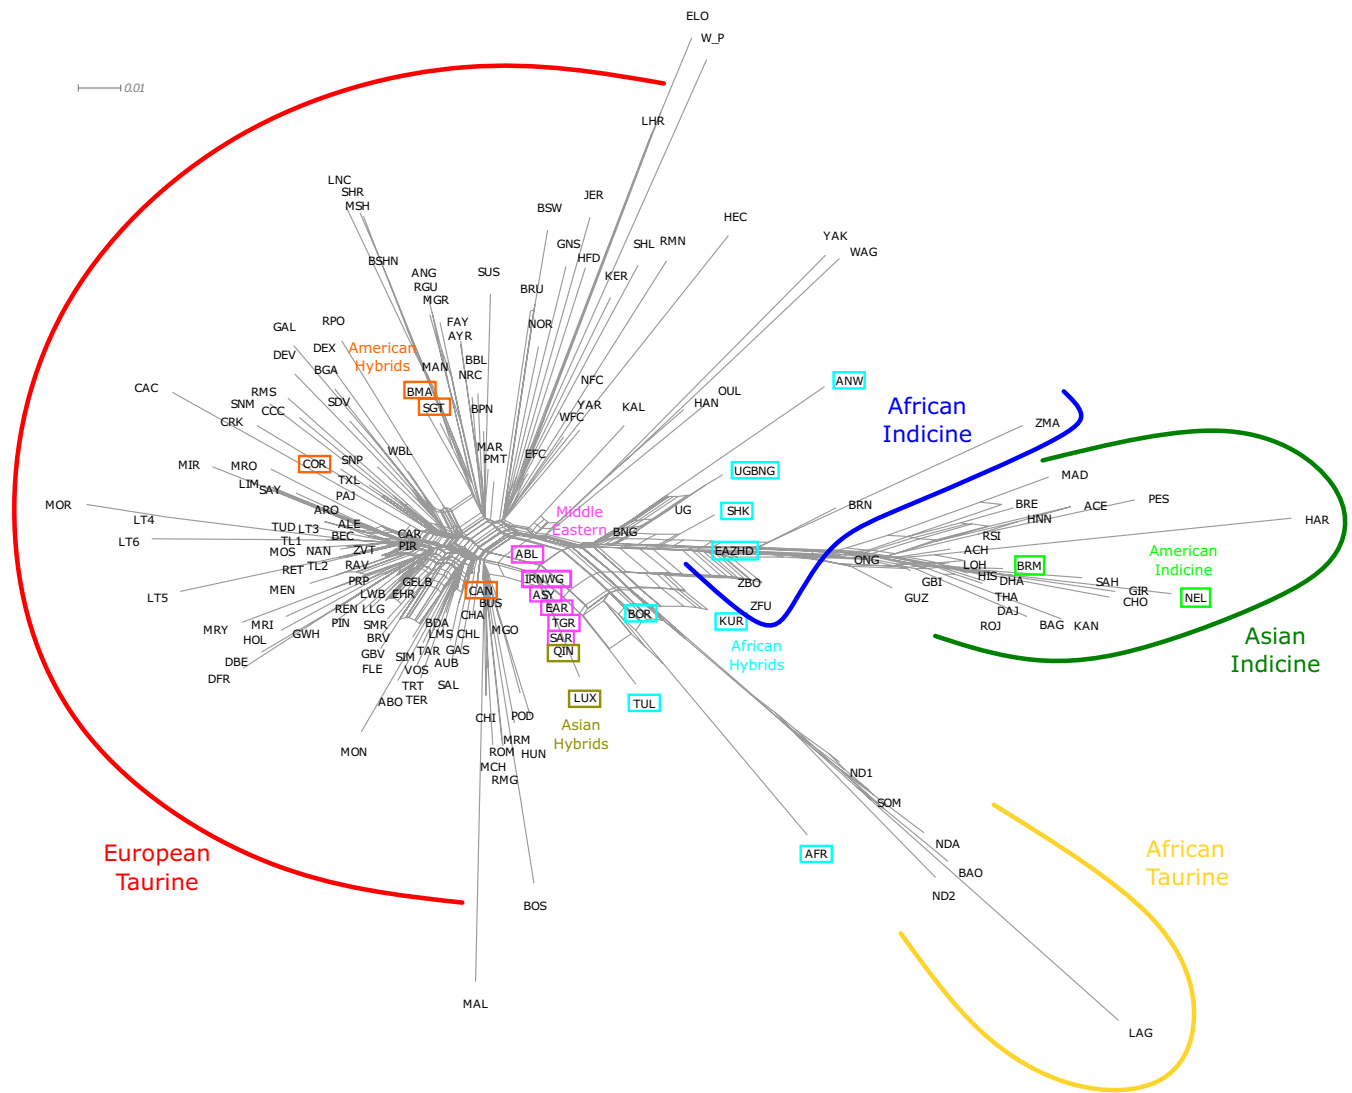 ELO
W_P
0.01
LHR
LNC
SHR
MSH
JER
BSW
HEC
YAK
WAG
GNS
SHL
RMN
HFD
BSHN
ANG
SUS
KER
RGU
BRU
MGR
FAY
NOR
GAL
RPO
AYR
American
Hybrids
DEX
DEV
BBL
BGA
MAN
NRC
NFC
ANW
CAC
RMS
BMA
OUL
SNM
SDV
SGT
BPN
YAR
KAL
HAN
African
Indicine
CCC
WFC
CRK
ZMA
MAR
WBL
EFC
PMT
COR
SNP
MIR
MRO
UGBNG
MAD
TXL
LIM
SAY
PAJ
MOR
ARO
Middle
Eastern
UG
SHK
BRN
BRE
ACE
PES
LT4
HNN
HAR
TUD
LT3
ALE
BEC
CAR
PIR
BNG
RSI
LT6
TL1
MOS
NAN
ZVT
ABL
EAZHD
ACH
American
Indicine
RET
TL2
RAV
ONG
LOH
BRM
PRP
GELB
IRNWG
HIS
DHA
ZBO
GBI
SAH
MEN
LWB
EHR
CAN
ASY
GIR
LT5
GUZ
THA
CHO
NEL
REN
LLG
BUS
EAR
BOR
ZFU
DAJ
PIN
CHA
TGR
KUR
ROJ
BAG
KAN
MRY
MRI
SMR
BDA
MGO
HOL
GWH
BRV
LMS
CHL
SAR
African
Hybrids
Asian
Indicine
GBV
TAR
GAS
QIN
DBE
SIM
AUB
FLE
VOS
DFR
TRT
SAL
ABO
TER
LUX
TUL
CHI
POD
Asian
Hybrids
MON
MRM
ROM
HUN
MCH
RMG
ND1
SOM
NDA
European
Taurine
AFR
African
Taurine
BAO
ND2
BOS
MAL
LAG